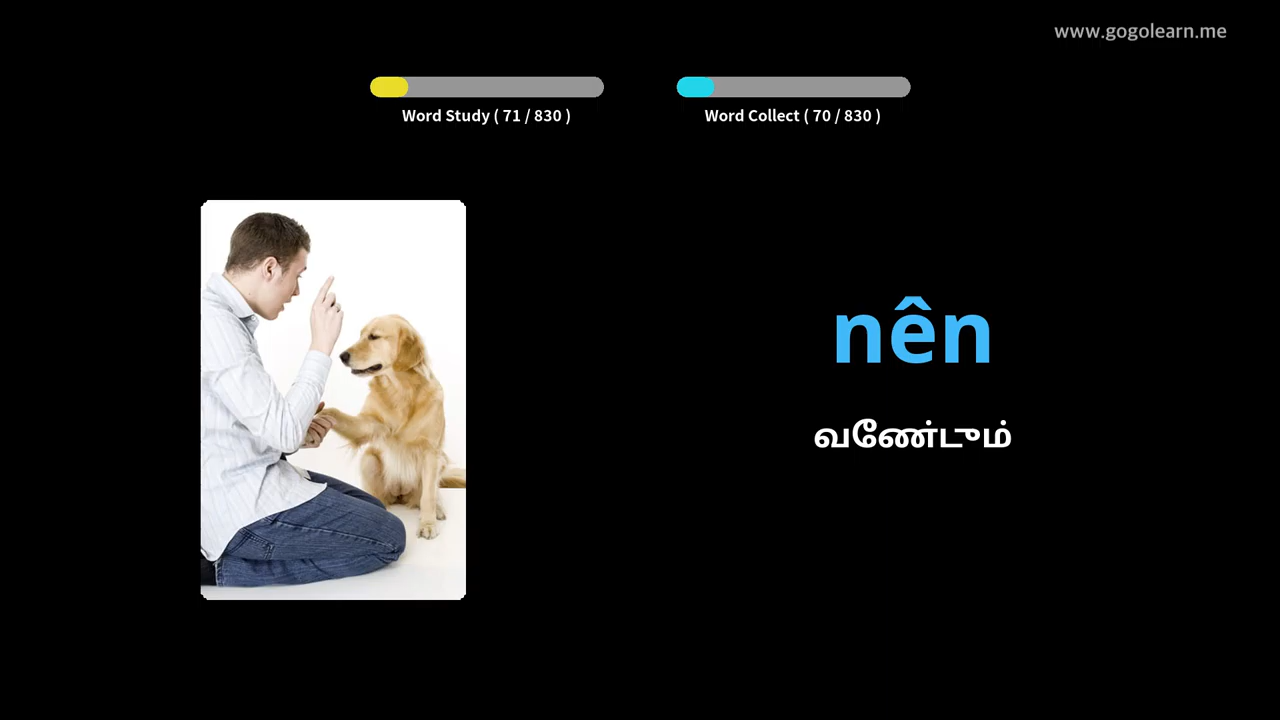 www.gogolearn.me
Word Study ( 71 / 830 )
Word Collect ( 70 / 830 )
nên
வேண்டும்